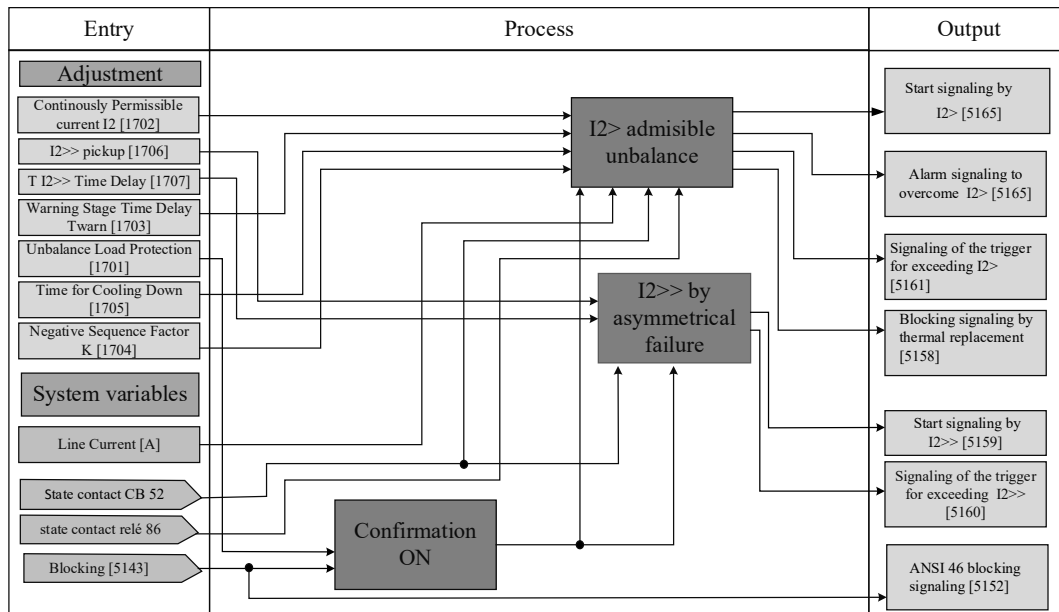 Entry
Process
Output
Adjustment
Continously Permissible
current I2 [1702]
I2>> pickup [1706]
T I2>> Time Delay [1707]
Warning Stage Time Delay
Twarn [1703]
Unbalance Load Protection
[1701]
Time for Cooling Down
[1705]
Negative Sequence Factor
K [1704]
System variables
Line Current [A]
State contact CB 52
state contact relé 86
Blocking [5143]
I2> admisible
unbalance
I2>> by
asymmetrical
failure
Confirmation
ON
Start signaling by
I2> [5165]
Alarm signaling to
overcome I2> [5165]
Signaling of the trigger
for exceeding I2>
[5161]
Blocking signaling by
thermal replacement
[5158]
Start signaling by
I2>> [5159]
Signaling of the trigger
for exceeding I2>>
[5160]
ANSI 46 blocking
signaling [5152]